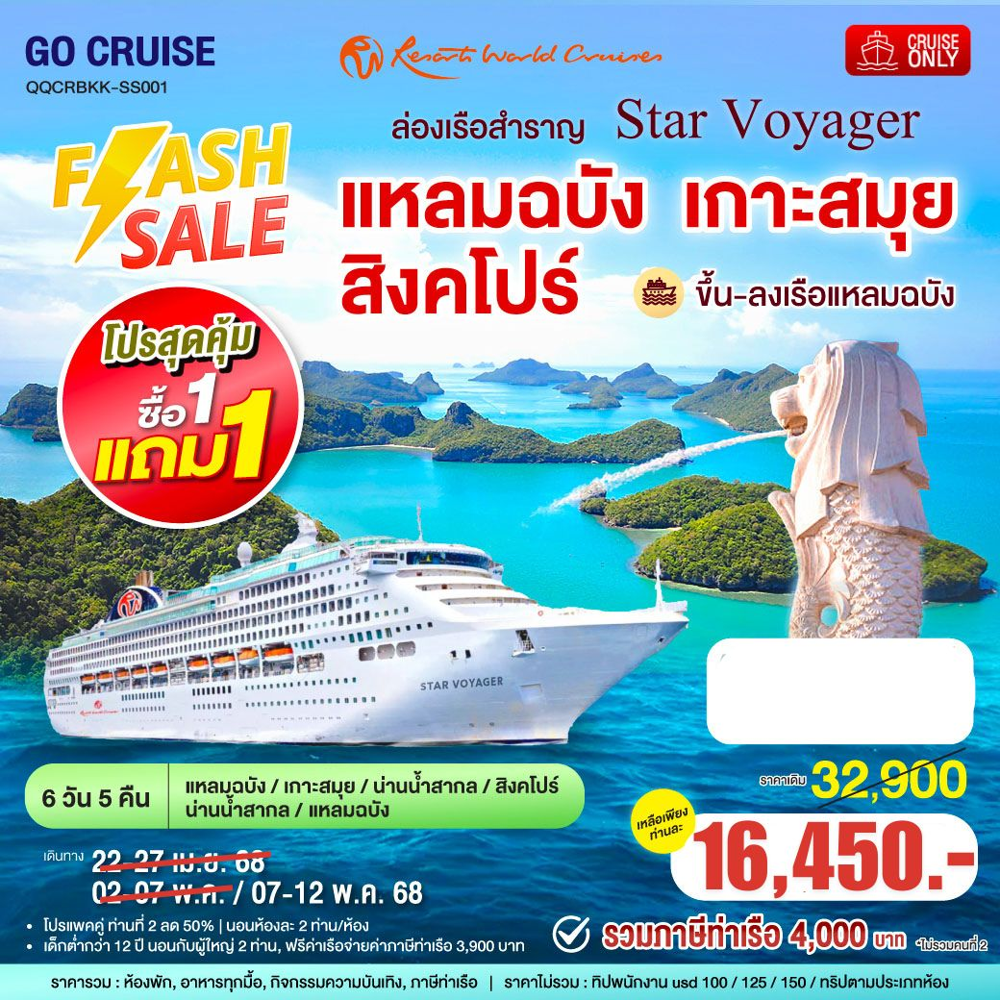 GO CRUISE
QQCRBKK-SS001
Resorts World Cruises
CRUISE
ONLY
FLASH
SALE
ล่องเรือสำราญ Star Voyager
แหลมฉบัง เกาะสมุย
สิงคโปร์
ขึ้น-ลงเรือแหลมฉบัง
โปรสุดคุ้ม
ซื้อ 1
แถม 1
STAR VOYAGER
Resorts World Cruises
6 วัน 5 คืน
แหลมฉบัง / เกาะสมุย / น่านน้ำสากล / สิงคโปร์
น่านน้ำสากล / แหลมฉบัง
ราคาเดิม 32,900
เหลือเพียง
ท่านละ
16,450.-
เดินทาง 22-27 เม.ย. 68
02-07 พ.ค. / 07-12 พ.ค. 68
• โปรแพคคู่ ท่านที่ 2 ลด 50% | นอนห้องละ 2 ท่าน/ห้อง
• เด็กต่ำกว่า 12 ปี นอนกับผู้ใหญ่ 2 ท่าน, ฟรีค่าเรือจ่ายค่าภาษีท่าเรือ 3,900 บาท
รวมภาษีท่าเรือ 4,000 บาท *ไม่รวมคนที่ 2
ราคารวม : ห้องพัก, อาหารทุกมื้อ, กิจกรรมความบันเทิง, ภาษีท่าเรือ | ราคาไม่รวม : ทิปพนักงาน usd 100 / 125 / 150 / ทริปตามประเภทห้อง